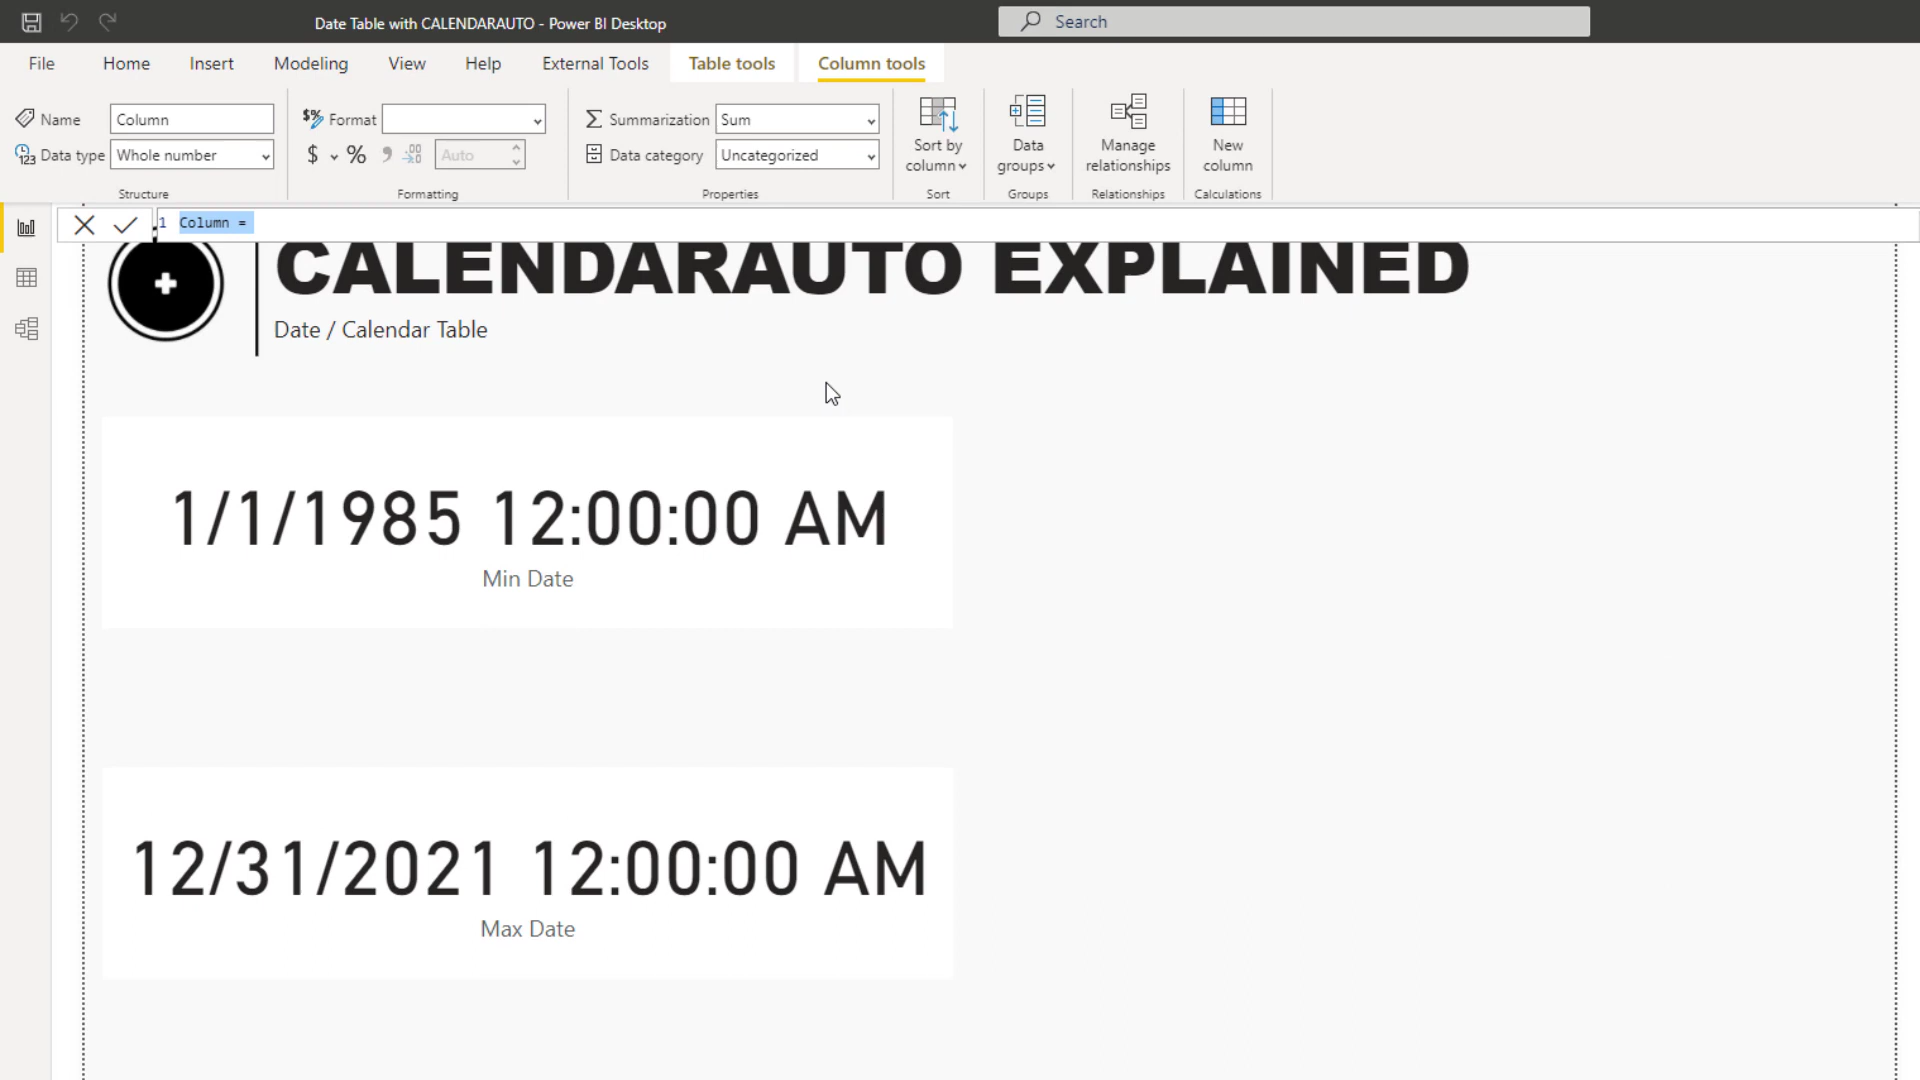 Date Table with CALENDARAUTO - Power BI Desktop
Search
File Home Insert Modeling View Help External Tools Table tools Column tools
Name Column
Data type Whole number
Structure
$% Format
$ % 9 .00 Auto
Formatting
Summarization Sum
Data category Uncategorized
Properties
Sort by
column
Sort
Data
groups
Groups
Manage
relationships
Relationships
New
column
Calculations
1 Column =
CALENDARAUTO EXPLAINED
Date / Calendar Table
1/1/1985 12:00:00 AM
Min Date
12/31/2021 12:00:00 AM
Max Date